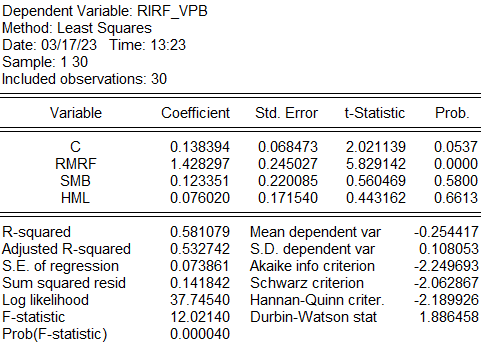 Dependent Variable: RIRF_VPB
Method: Least Squares
Date: 03/17/23 Time: 13:23
Sample: 1 30
Included observations: 30
Variable Coefficient Std. Error t-Statistic Prob.
C 0.138394 0.068473 2.021139 0.0537
RMRF 1.428297 0.245027 5.829142 0.0000
SMB 0.123351 0.220085 0.560469 0.5800
HML 0.076020 0.171540 0.443162 0.6613
R-squared 0.581079 Mean dependent var -0.254417
Adjusted R-squared 0.532742 S.D. dependent var 0.108053
S.E. of regression 0.073861 Akaike info criterion -2.249693
Sum squared resid 0.141842 Schwarz criterion -2.062867
Log likelihood 37.74540 Hannan-Quinn criter. -2.189926
F-statistic 12.02140 Durbin-Watson stat 1.886458
Prob(F-statistic) 0.000040